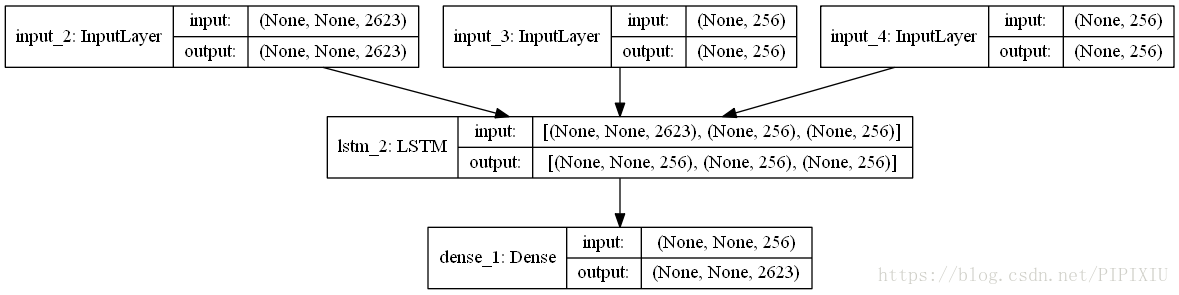 input_2: InputLayer
input: (None, None, 2623)
output: (None, None, 2623)
input_3: InputLayer
input: (None, 256)
output: (None, 256)
input_4: InputLayer
input: (None, 256)
output: (None, 256)
lstm_2: LSTM
input: [(None, None, 2623), (None, 256), (None, 256)]
output: [(None, None, 256), (None, 256), (None, 256)]
dense_1: Dense
input: (None, None, 256)
output: (None, None, 2623)
https://blog.csdn.net/PIPIXIU